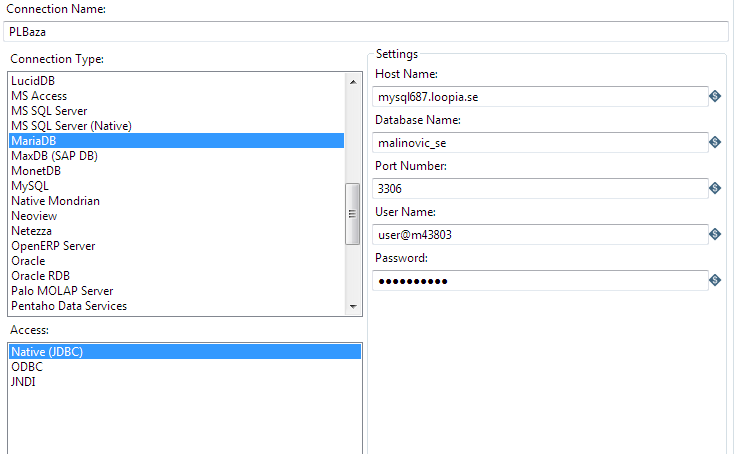 Connection Name:
PLBaza
Connection Type:
LucidDB
MS Access
MS SQL Server
MS SQL Server (Native)
MariaDB
MaxDB (SAP DB)
MonetDB
MySQL
Native Mondrian
Neoview
Netezza
OpenERP Server
Oracle
Oracle RDB
Palo MOLAP Server
Pentaho Data Services
Access:
Native (JDBC)
ODBC
JNDI
Settings
Host Name:
mysql687.loopia.se
Database Name:
malinovic_se
Port Number:
3306
User Name:
user@m43803
Password:
●●●●●●●●●●